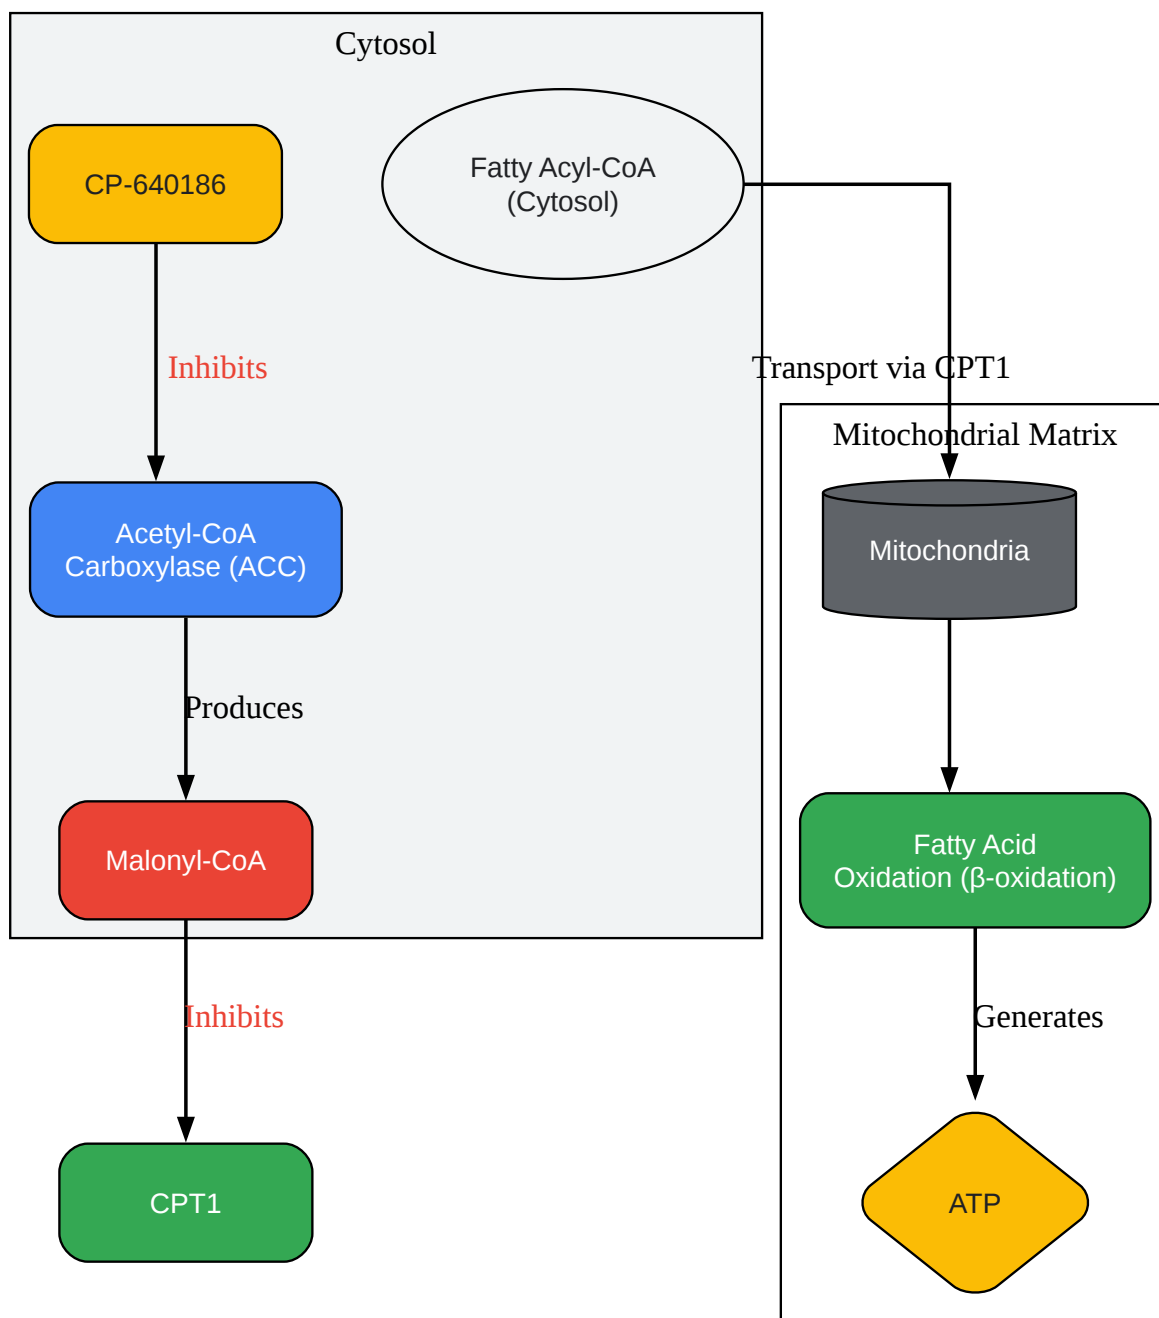 Cytosol
CP-640186
Fatty Acyl-CoA
(Cytosol)
Inhibits
Transport via CPT1
Mitochondrial Matrix
Acetyl-CoA
Carboxylase (ACC)
Mitochondria
Produces
Malonyl-CoA
Fatty Acid
Oxidation (β-oxidation)
Inhibits
Generates
CPT1
ATP